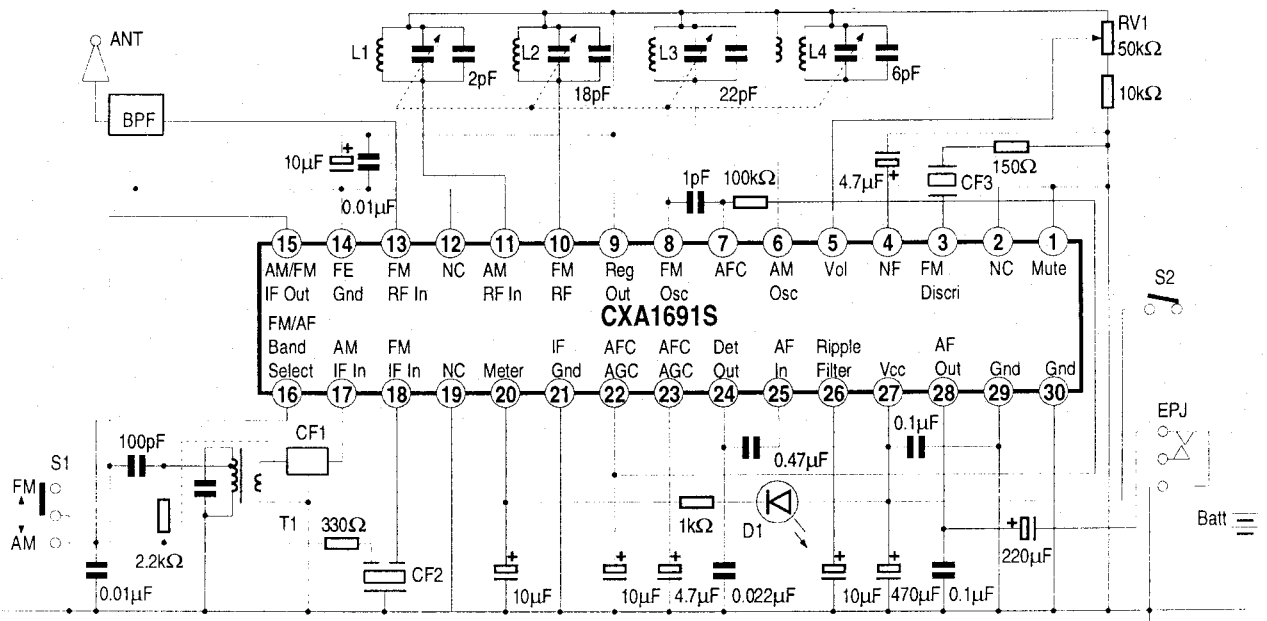 ANT
BPF
L1
2pF
L2
18pF
L3
22pF
L4
6pF
RV1
50kΩ
10kΩ
10µF
+
0.01µF
1pF
100kΩ
4.7µF
+
CF3
150Ω
15 14 13 12 11 10 9 8 7 6 5 4 3 2 1
AM/FM IF Out
FE Gnd
FM RF In
NC
AM RF In
FM RF
Reg Out
FM Osc
AFC
AM Osc
Vol
NF
FM Discri
NC
Mute
CXA1691S
FM/AF Band Select
AM IF In
FM IF In
NC
Meter
IF Gnd
AFC AGC
AFC AGC
Det Out
AF In
Ripple Filter
Vcc
AF Out
Gnd
Gnd
16 17 18 19 20 21 22 23 24 25 26 27 28 29 30
S2
EPJ
Batt
S1
FM
AM
100pF
2.2kΩ
0.01µF
CF1
T1
330Ω
CF2
+
10µF
+
10µF
+
4.7µF
0.022µF
0.47µF
1kΩ
D1
+
10µF
+
470µF
0.1µF
0.1µF
+
220µF